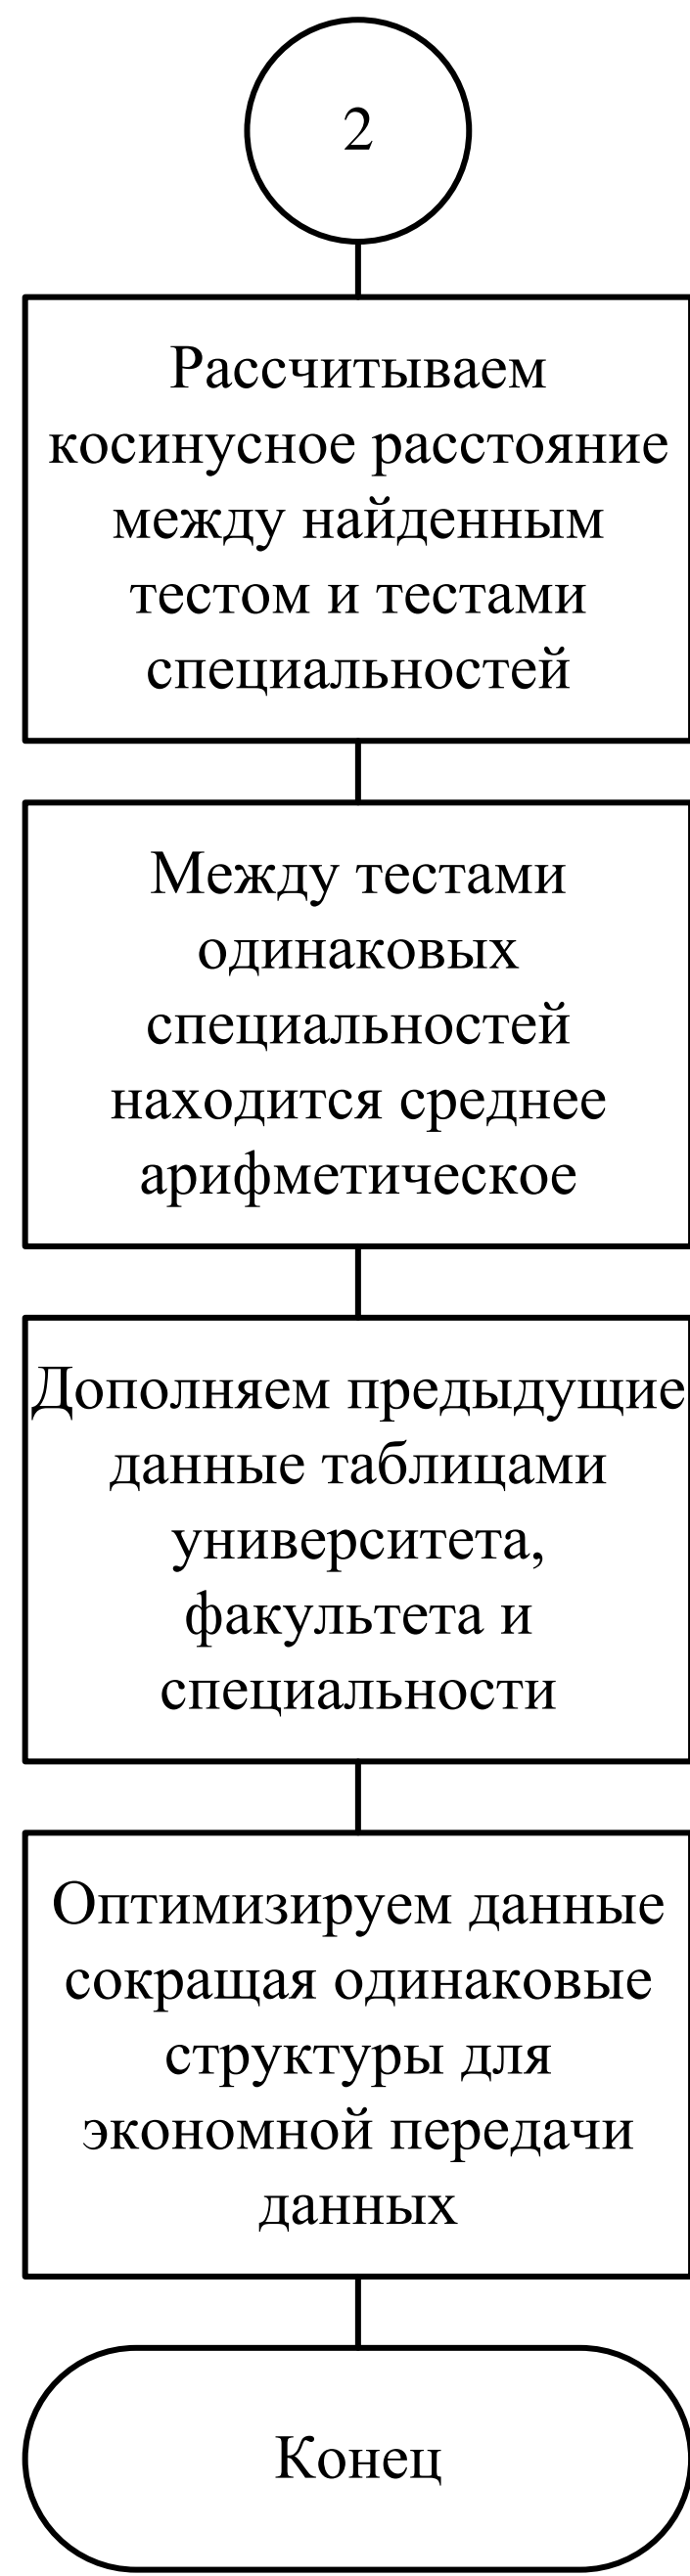 2
Рассчитываем
косинусное расстояние
между найденным
тестом и тестами
специальностей
Между тестами
одинаковых
специальностей
находится среднее
арифметическое
Дополняем предыдущие
данные таблицами
университета,
факультета и
специальности
Оптимизируем данные
сокращая одинаковые
структуры для
экономной передачи
данных
Конец